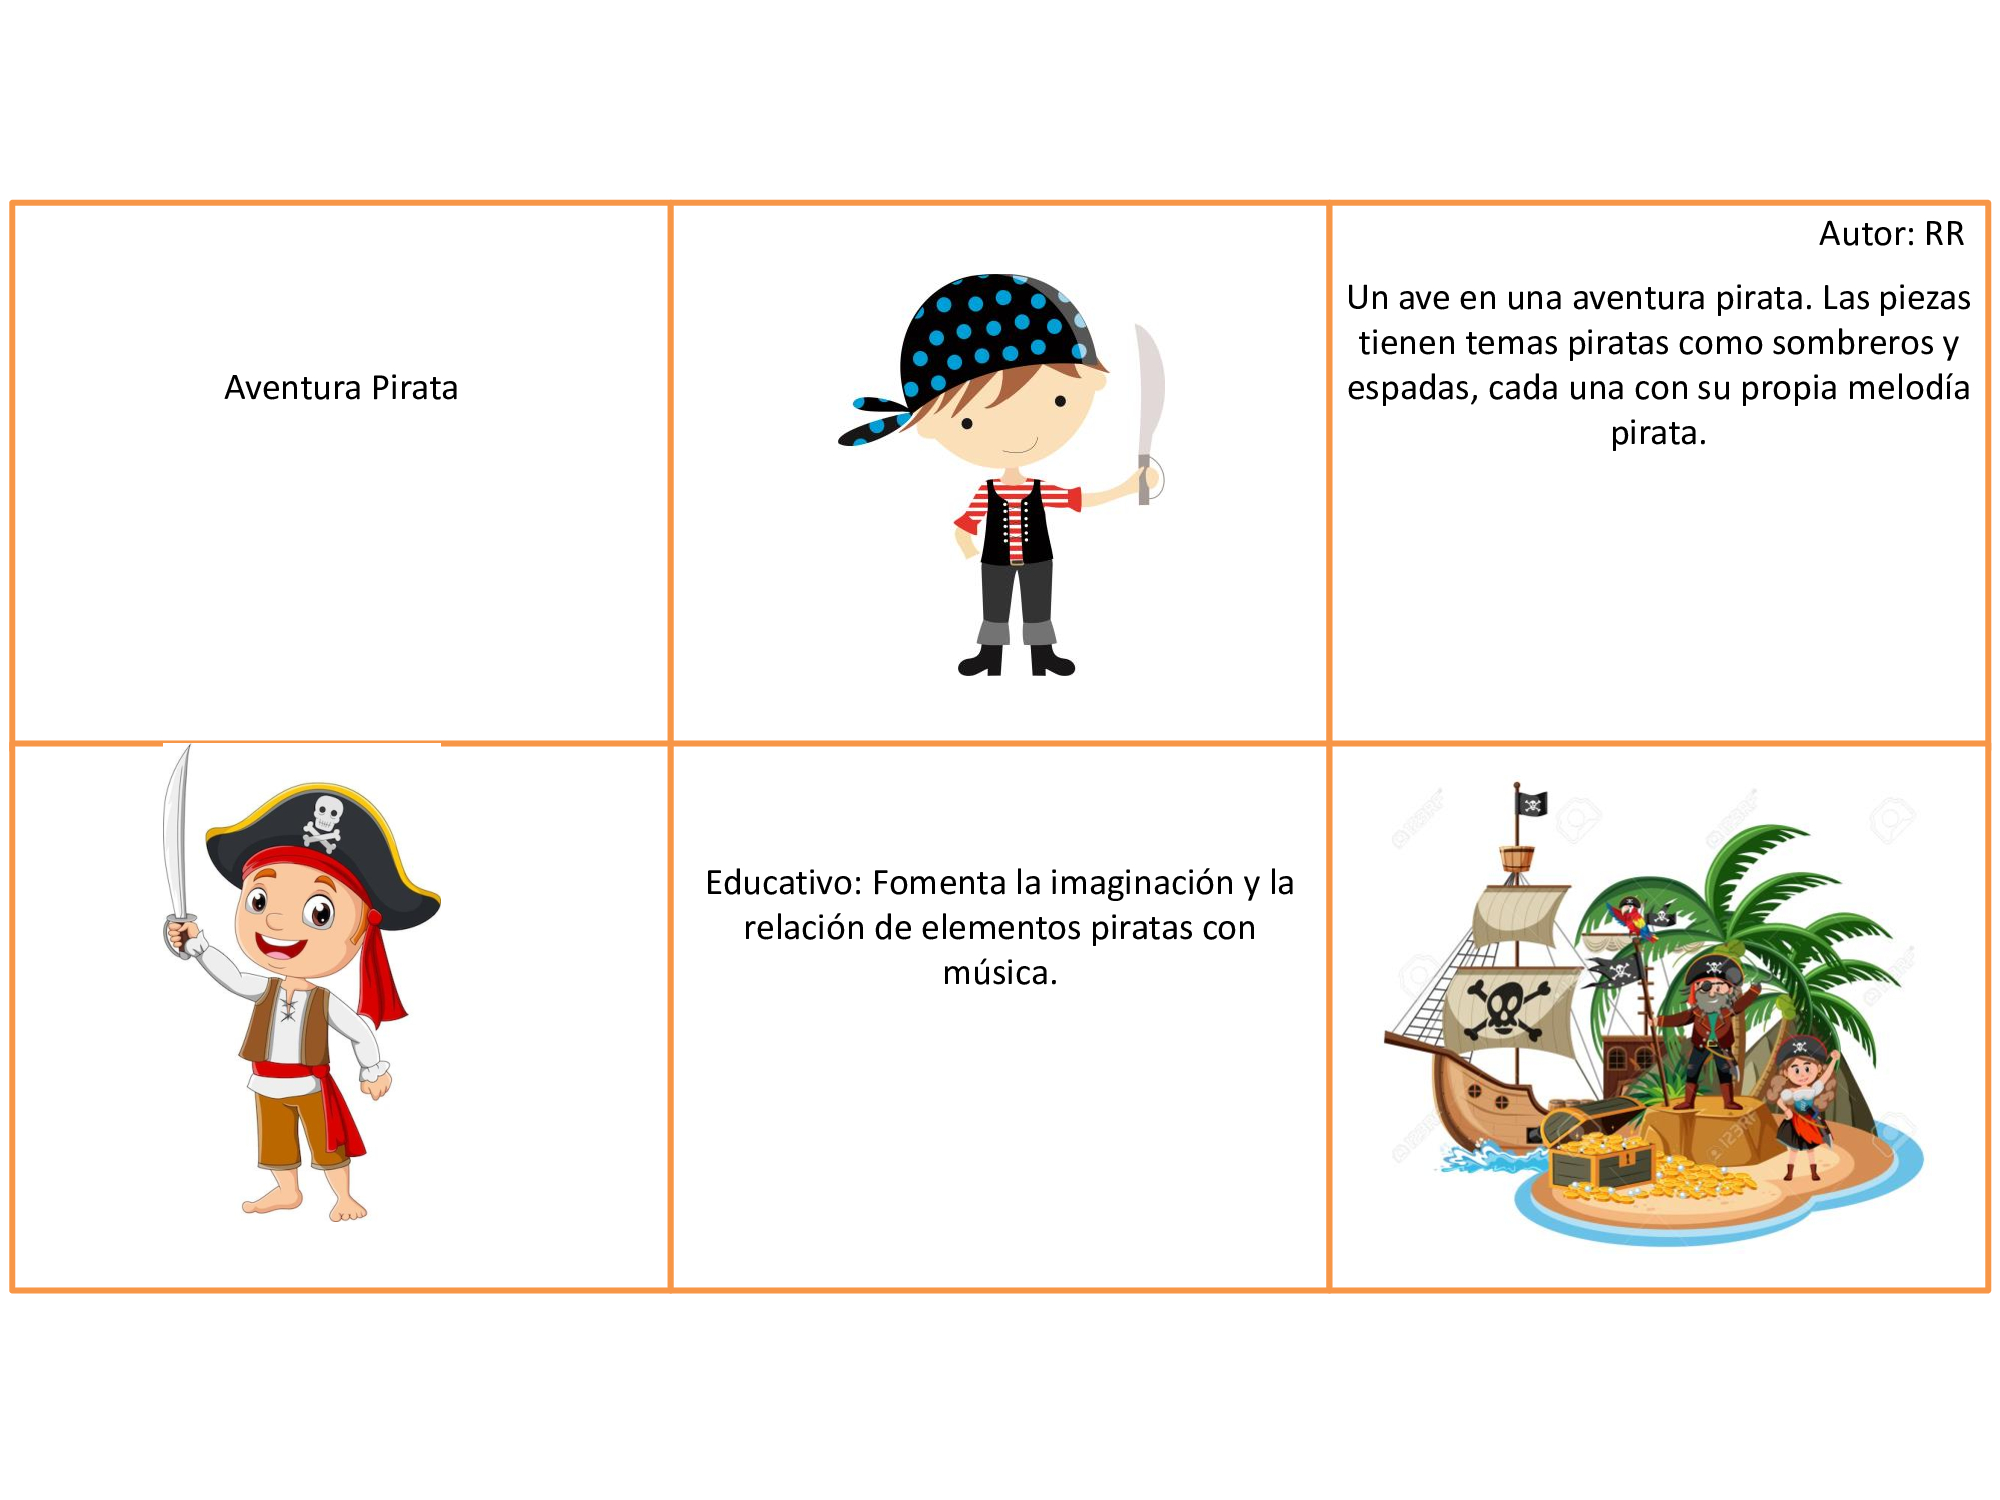 Aventura Pirata
Autor: RR
Un ave en una aventura pirata. Las piezas
tienen temas piratas como sombreros y
espadas, cada una con su propia melodía
pirata.
Educativo: Fomenta la imaginación y la
relación de elementos piratas con
música.
123RF